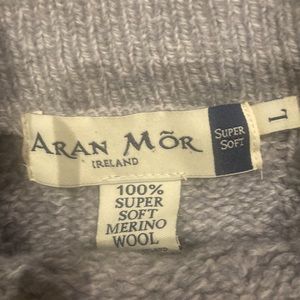 ARAN MÕR
IRELAND
SUPER
SOFT
L
100%
SUPER
SOFT
MERINO
WOOL